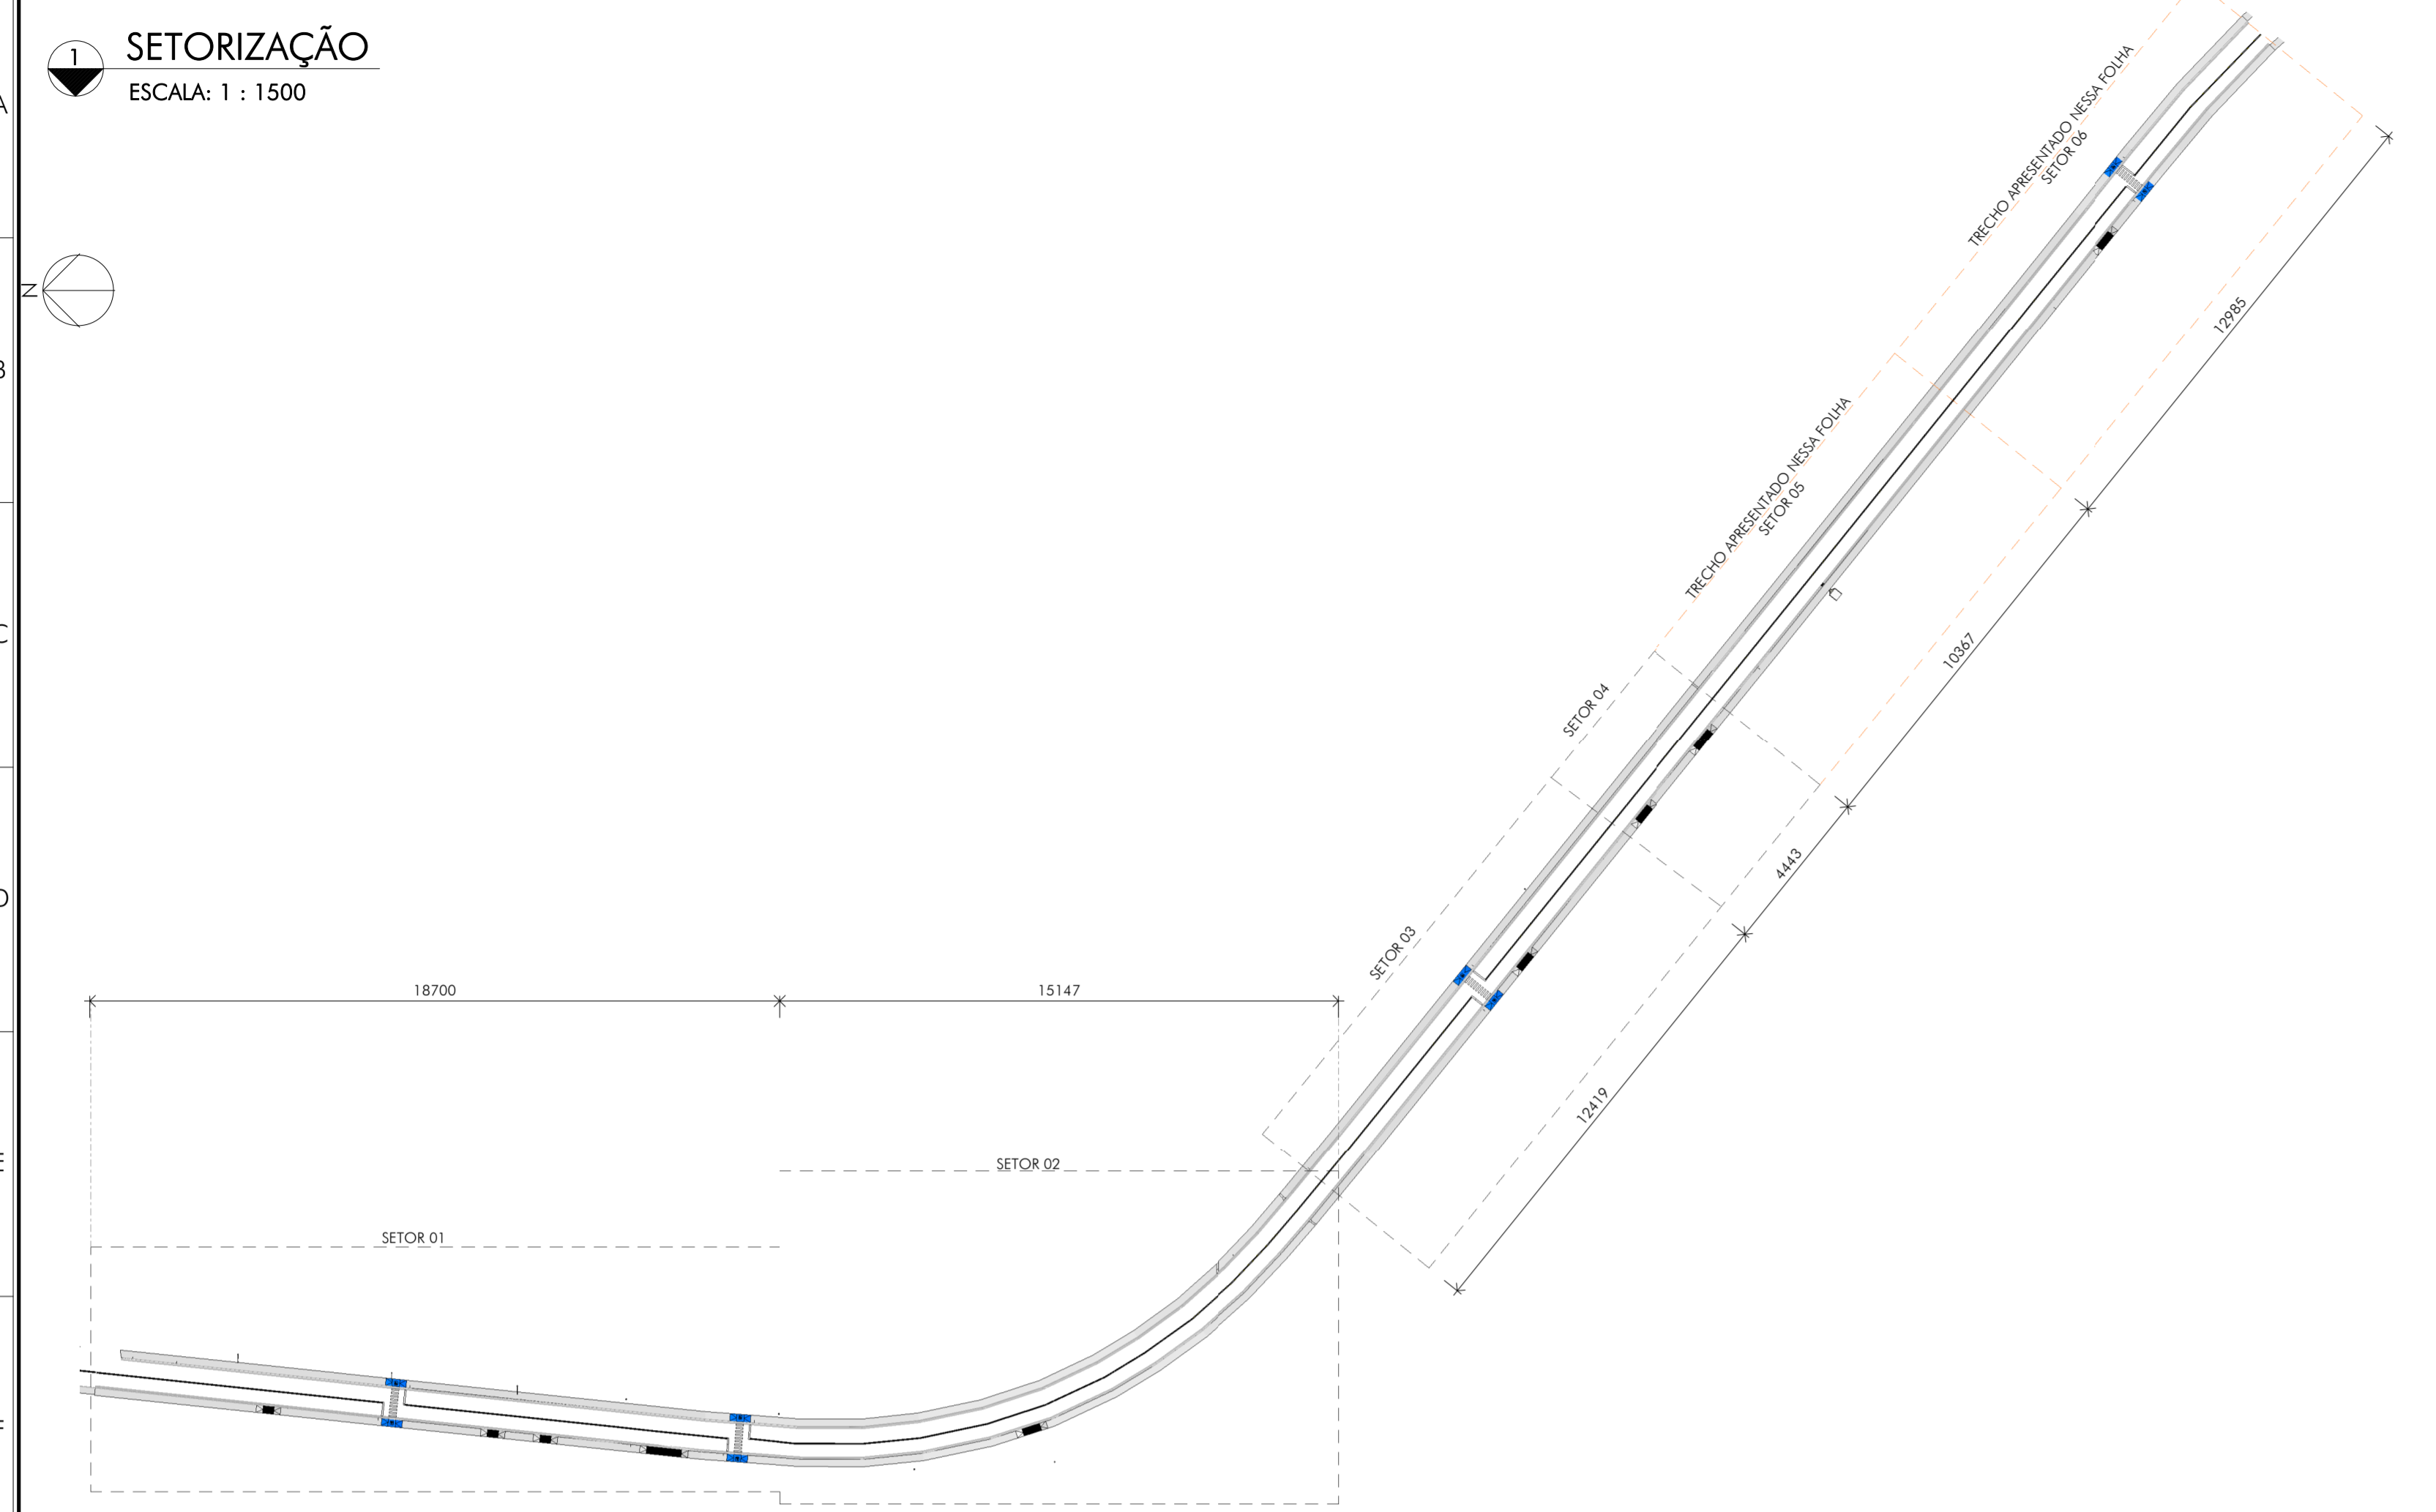 1
SETORIZAÇÃO
ESCALA: 1 : 1500
A
B
C
D
E
F
N
TRECHO APRESENTADO NESSA FOLHA
SETOR 06
12985
TRECHO APRESENTADO NESSA FOLHA
SETOR 05
10367
SETOR 04
4443
SETOR 03
12419
18700
15147
SETOR 02
SETOR 01